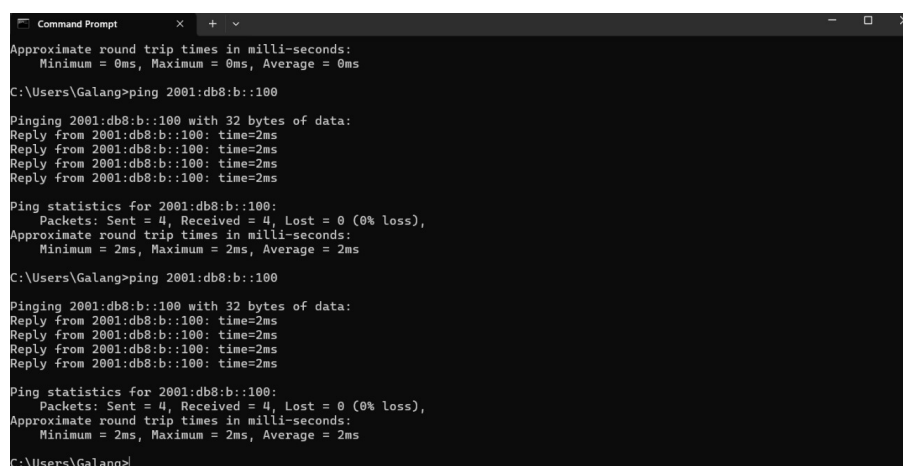 Command Prompt
Approximate round trip times in milli-seconds:
    Minimum = 0ms, Maximum = 0ms, Average = 0ms
C:\Users\Galang>ping 2001:db8:b::100
Pinging 2001:db8:b::100 with 32 bytes of data:
Reply from 2001:db8:b::100: time=2ms
Reply from 2001:db8:b::100: time=2ms
Reply from 2001:db8:b::100: time=2ms
Reply from 2001:db8:b::100: time=2ms
Ping statistics for 2001:db8:b::100:
    Packets: Sent = 4, Received = 4, Lost = 0 (0% loss),
Approximate round trip times in milli-seconds:
    Minimum = 2ms, Maximum = 2ms, Average = 2ms
C:\Users\Galang>ping 2001:db8:b::100
Pinging 2001:db8:b::100 with 32 bytes of data:
Reply from 2001:db8:b::100: time=2ms
Reply from 2001:db8:b::100: time=2ms
Reply from 2001:db8:b::100: time=2ms
Reply from 2001:db8:b::100: time=2ms
Ping statistics for 2001:db8:b::100:
    Packets: Sent = 4, Received = 4, Lost = 0 (0% loss),
Approximate round trip times in milli-seconds:
    Minimum = 2ms, Maximum = 2ms, Average = 2ms
C:\Users\Galang>